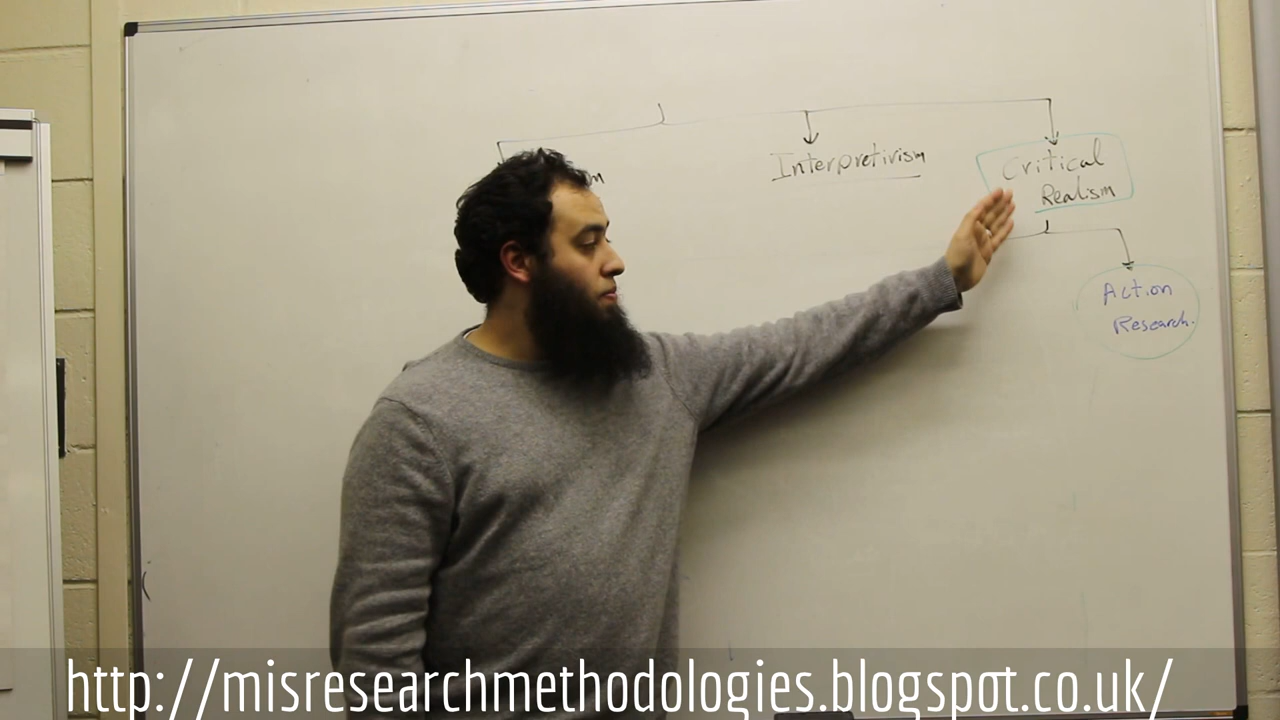 Interpretivism
Critical
Realism
Action
Research.
http://misresearchmethodologies.blogspot.co.uk/